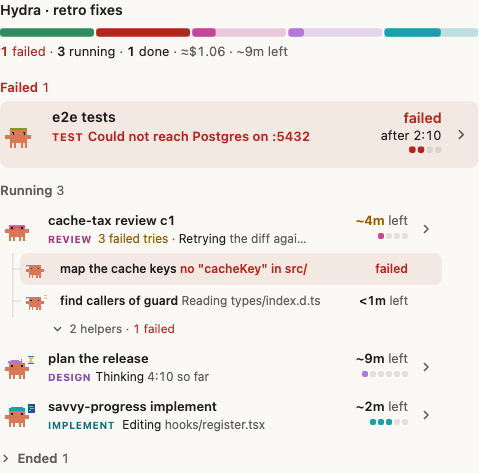 Hydra · retro fixes
1 failed · 3 running · 1 done · ≈$1.06 · ~9m left
Failed 1
e2e tests
failed
TEST Could not reach Postgres on :5432
after 2:10
Running 3
cache-tax review c1
~4m left
REVIEW 3 failed tries · Retrying the diff agai...
map the cache keys no "cacheKey" in src/
failed
find callers of guard Reading types/index.d.ts
<1m left
2 helpers · 1 failed
plan the release
~9m left
DESIGN Thinking 4:10 so far
savvy-progress implement
~2m left
IMPLEMENT Editing hooks/register.tsx
Ended 1